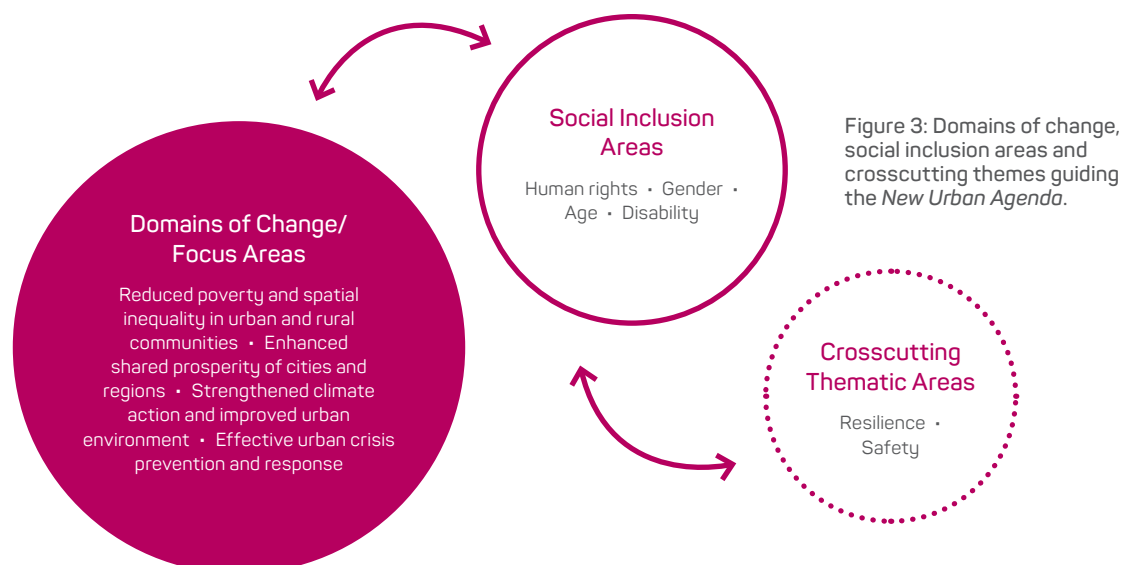 Domains of Change/
Focus Areas
Reduced poverty and spatial
inequality in urban and rural
communities • Enhanced
shared prosperity of cities and
regions • Strengthened climate
action and improved urban
environment • Effective urban crisis
prevention and response
Social Inclusion
Areas
Human rights • Gender •
Age • Disability
Crosscutting
Thematic Areas
Resilience •
Safety
Figure 3: Domains of change,
social inclusion areas and
crosscutting themes guiding
the New Urban Agenda.